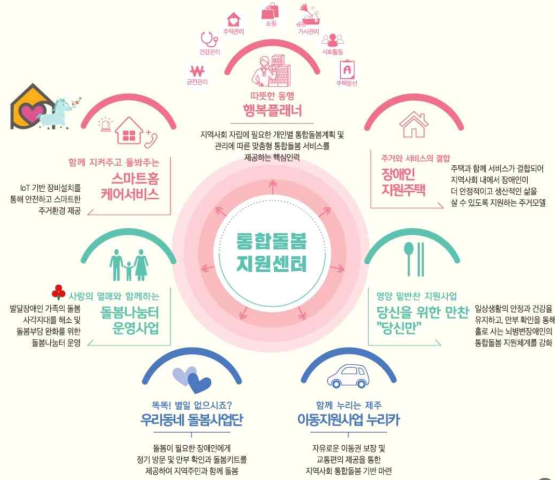 쇼핑
주택관리
가사관리
건강관리
사회활동
금전관리
주택알선
따뜻한 동행
행복플래너
지역사회 자립에 필요한 개인별 통합돌봄계획 및
관리에 따른 맞춤형 통합돌봄 서비스를
제공하는 핵심인력
함께 지켜주고 돌봐주는
스마트홈
케어서비스
IoT 기반 장비설치를
통해 안전하고 스마트한
주거환경 제공
주거와 서비스의 결합
장애인
지원주택
주택과 함께 서비스가 결합되어
지역사회 내에서 장애인이
더 안정적이고 생산적인 삶을
살 수 있도록 지원하는 주거모델
통합돌봄
지원센터
사랑의 열매와 함께하는
돌봄나눔터
운영사업
발달장애인 가족의 돌봄
사각지대를 해소 및
돌봄부담 완화를 위한
돌봄나눔터 운영
영양 밑반찬 지원사업
당신을 위한 만찬
"당신만"
일상생활의 안정과 건강을
유지하고, 안부 확인을 통해
홀로 사는 뇌병변장애인의
통합돌봄 지원체계를 강화
똑똑! 별일 없으시죠?
우리동네 돌봄사업단
돌봄이 필요한 장애인에게
정기 방문 및 안부 확인과 돌봄키트를
제공하여 지역주민과 함께 돌봄
함께 누리는 제주
이동지원사업 누리카
자유로운 이동권 보장 및
교통편의 제공을 통한
지역사회 통합돌봄 기반 마련